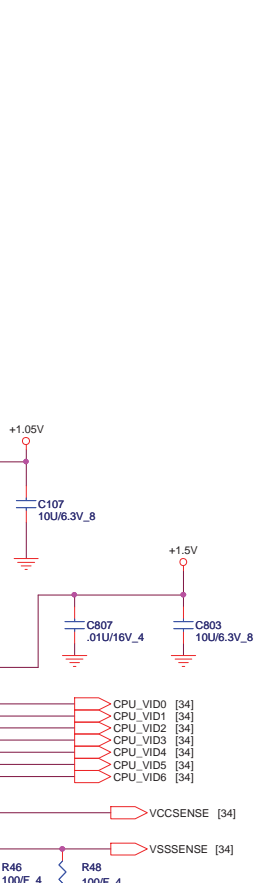 +1.05V
C107
10U/6.3V_8
+1.5V
C807
.01U/16V_4
C803
10U/6.3V_8
CPU_VID0 [34]
CPU_VID1 [34]
CPU_VID2 [34]
CPU_VID3 [34]
CPU_VID4 [34]
CPU_VID5 [34]
CPU_VID6 [34]
VCCSENSE [34]
VSSSENSE [34]
R46
100/F_4
R48
100/F_4